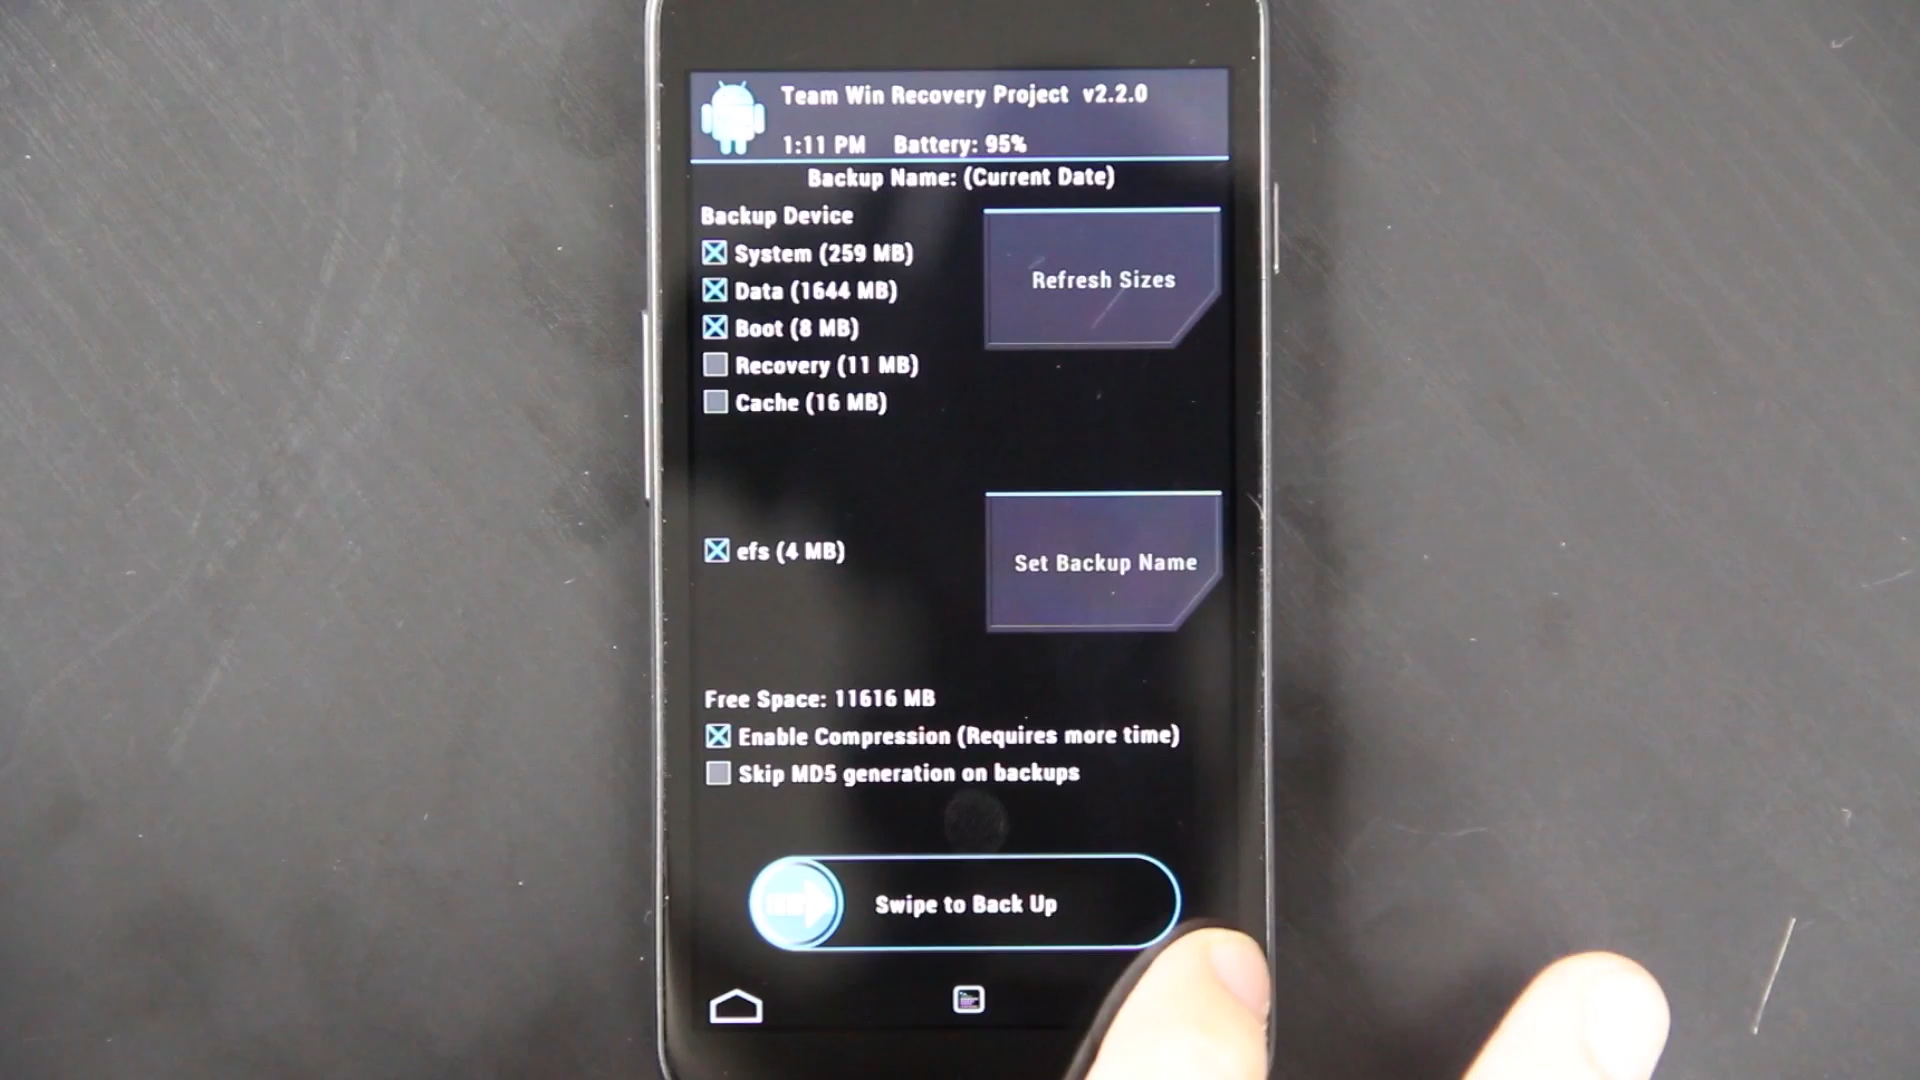 Team Win Recovery Project v2.2.0
1:11 PM Battery: 95%
Backup Name: (Current Date)
Backup Device
System (259 MB)
Data (1644 MB)
Boot (8 MB)
Recovery (11 MB)
Cache (16 MB)
Refresh Sizes
efs (4 MB)
Set Backup Name
Free Space: 11616 MB
Enable Compression (Requires more time)
Skip MD5 generation on backups
Swipe to Back Up